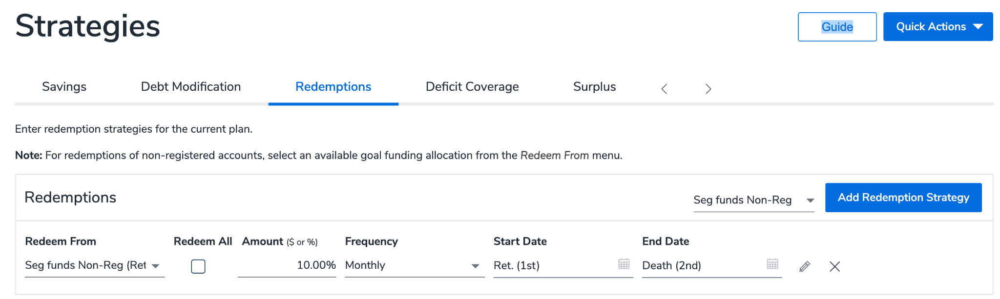 Strategies
Guide
Quick Actions
Savings
Debt Modification
Redemptions
Deficit Coverage
Surplus
Enter redemption strategies for the current plan.
Note: For redemptions of non-registered accounts, select an available goal funding allocation from the Redeem From menu.
Redemptions
Seg funds Non-Reg
Add Redemption Strategy
Redeem From
Redeem All
Amount ($ or %)
Frequency
Start Date
End Date
Seg funds Non-Reg (Ret
10.00%
Monthly
Ret. (1st)
Death (2nd)